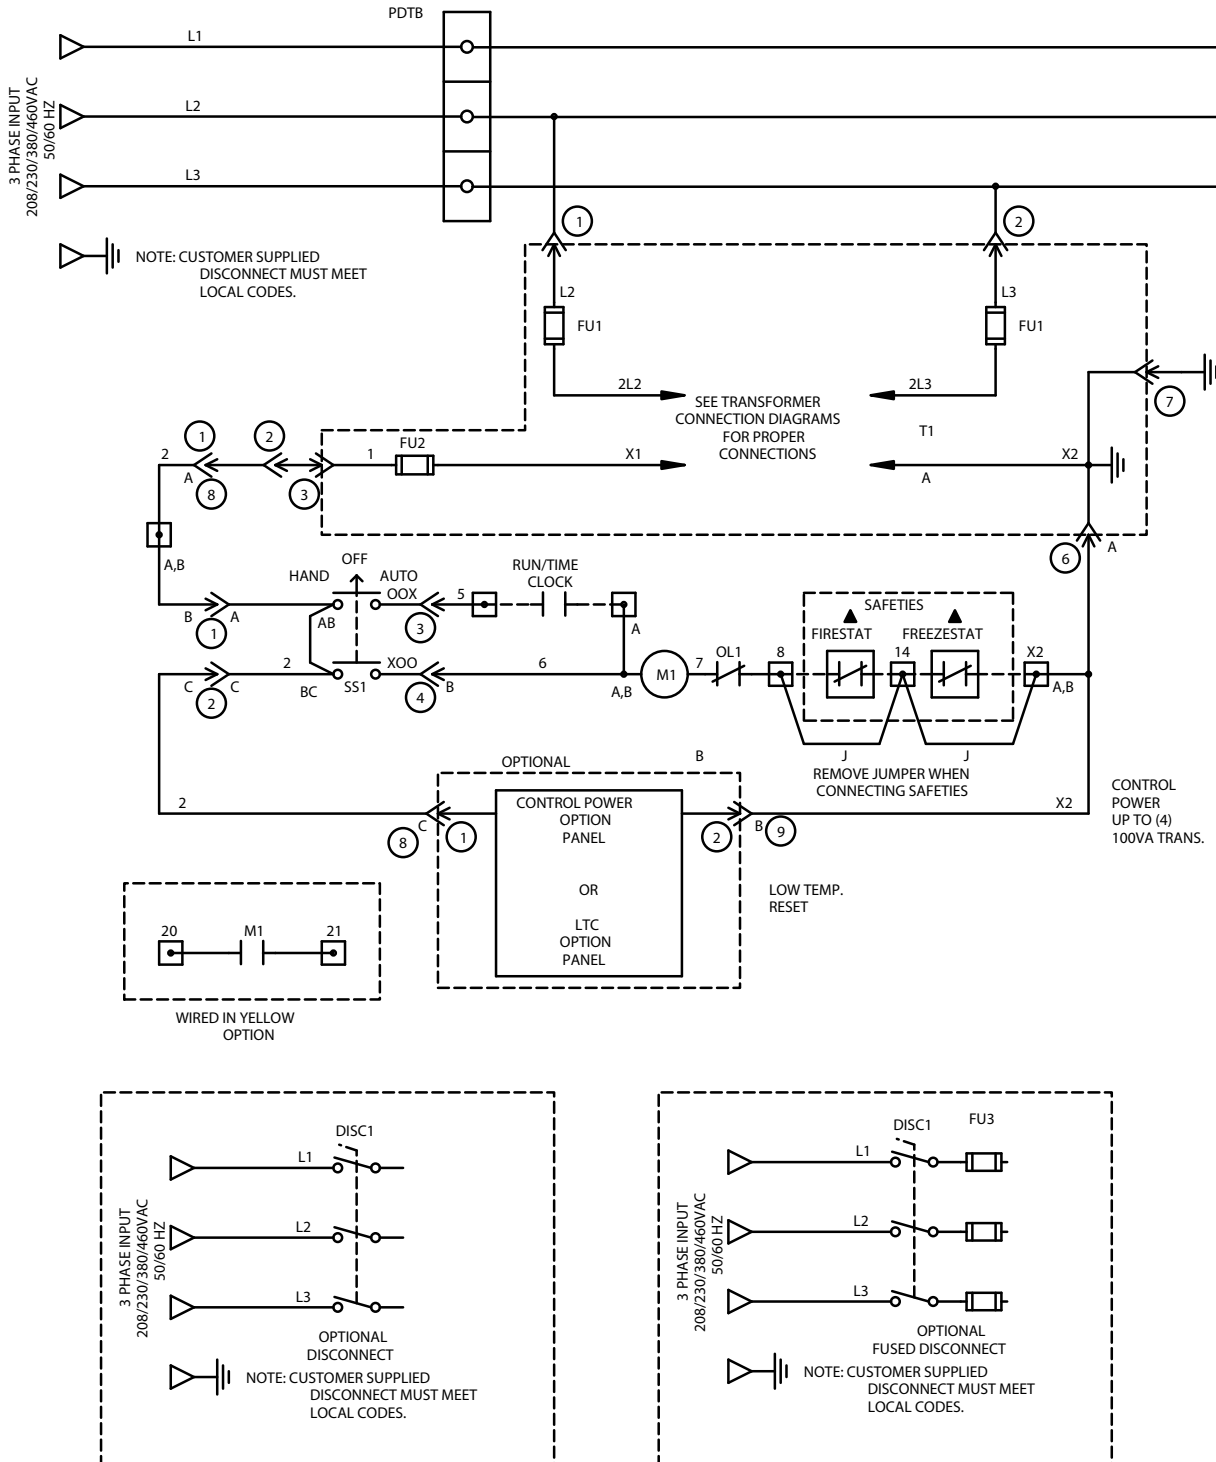 PDTB
L1
L2
L3
3 PHASE INPUT
208/230/380/460VAC
50/60 HZ
NOTE: CUSTOMER SUPPLIED
DISCONNECT MUST MEET
LOCAL CODES.
1
2
L2
L3
FU1
FU1
2L2
2L3
SEE TRANSFORMER
CONNECTION DIAGRAMS
FOR PROPER
CONNECTIONS
T1
7
2
1
A
8
2
3
1
FU2
X1
A
X2
6
A
A,B
OFF
HAND
AUTO
OOX
RUN/TIME
CLOCK
B
A
1
AB
3
5
A
SAFETIES
FIRESTAT
FREEZESTAT
C
C
2
2
BC
SS1
XOO
4
B
6
A,B
M1
7
OL1
8
14
X2
A,B
J
J
REMOVE JUMPER WHEN
CONNECTING SAFETIES
OPTIONAL
B
2
C
8
1
CONTROL POWER
OPTION
PANEL
OR
LTC
OPTION
PANEL
2
B
9
X2
CONTROL
POWER
UP TO (4)
100VA TRANS.
LOW TEMP.
RESET
20
M1
21
WIRED IN YELLOW
OPTION
DISC1
L1
L2
L3
3 PHASE INPUT
208/230/380/460VAC
50/60 HZ
OPTIONAL
DISCONNECT
NOTE: CUSTOMER SUPPLIED
DISCONNECT MUST MEET
LOCAL CODES.
DISC1
FU3
L1
L2
L3
3 PHASE INPUT
208/230/380/460VAC
50/60 HZ
OPTIONAL
FUSED DISCONNECT
NOTE: CUSTOMER SUPPLIED
DISCONNECT MUST MEET
LOCAL CODES.